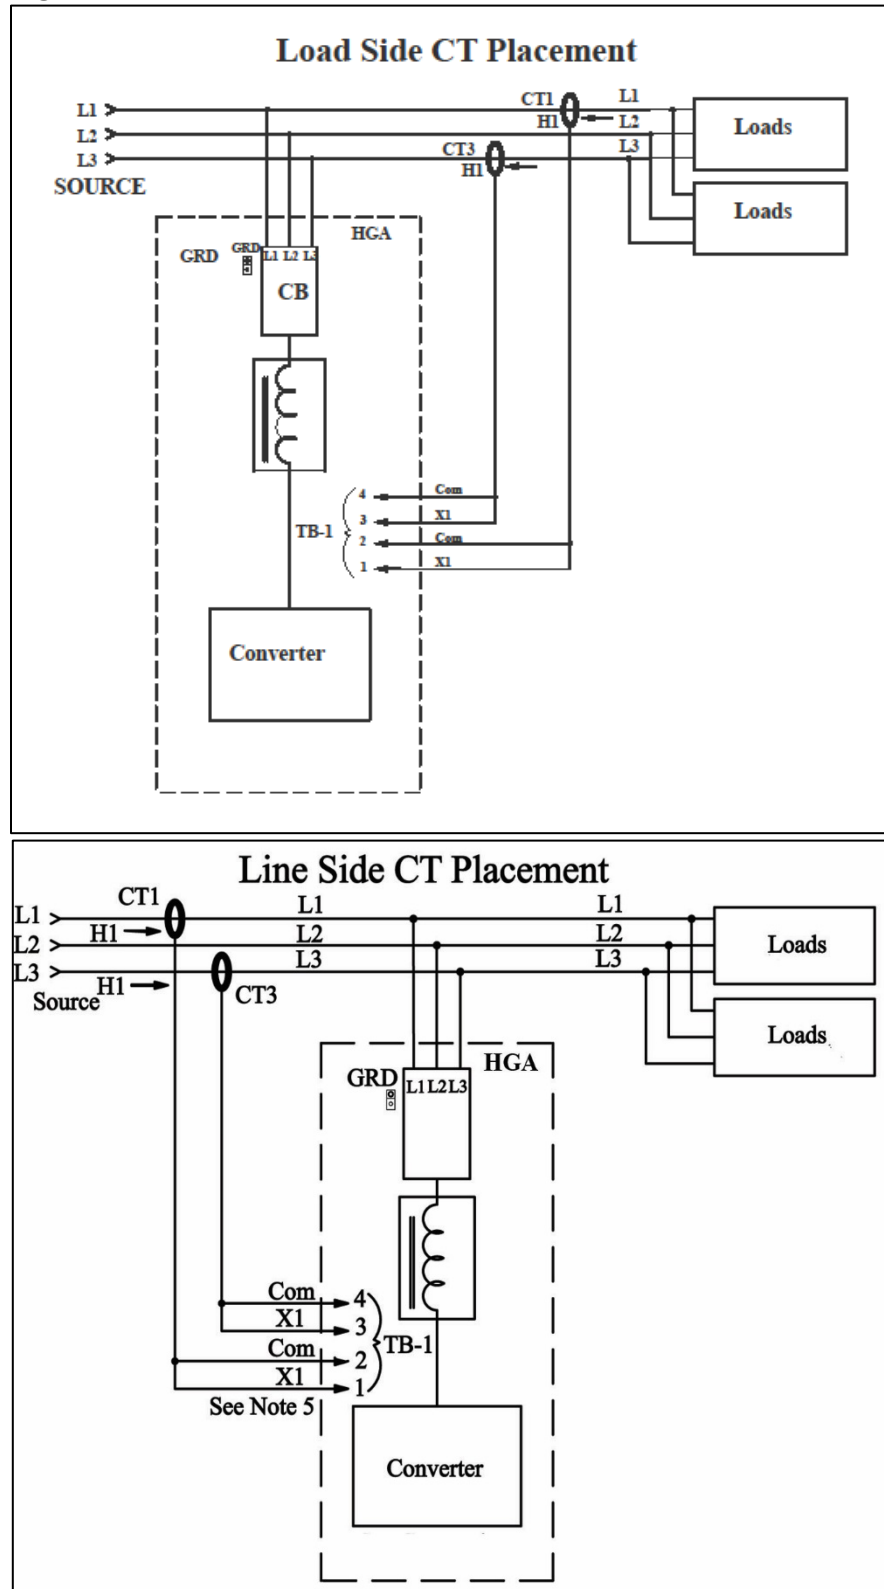 Load Side CT Placement
L1
CT1
L1
L2
H1
L2
L3
CT3
L3
H1
SOURCE
Loads
Loads
HGA
GRD
GRD
L1 L2 L3
CB
TB-1
4
Com
3
X1
2
Com
1
X1
Converter
Line Side CT Placement
CT1
L1
L1
L1
H1
L2
L2
L2
L3
L3
L3
H1
Source
CT3
Loads
Loads
HGA
GRD
L1 L2 L3
Com
4
X1
3
TB-1
Com
2
X1
1
See Note 5
Converter